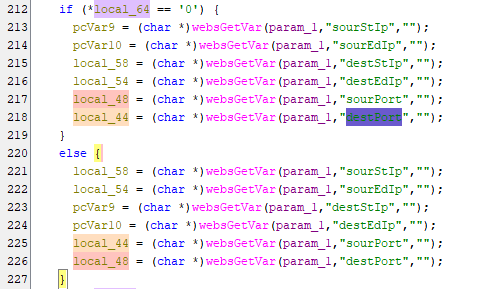 212 if (*local_64 == '0') {
213 pcVar9 = (char *)websGetVar(param_1,"sourStIp","");
214 pcVar10 = (char *)websGetVar(param_1,"sourEdIp","");
215 local_58 = (char *)websGetVar(param_1,"destStIp","");
216 local_54 = (char *)websGetVar(param_1,"destEdIp","");
217 local_48 = (char *)websGetVar(param_1,"sourPort","");
218 local_44 = (char *)websGetVar(param_1,"destPort","");
219 }
220 else {
221 local_58 = (char *)websGetVar(param_1,"sourStIp","");
222 local_54 = (char *)websGetVar(param_1,"sourEdIp","");
223 pcVar9 = (char *)websGetVar(param_1,"destStIp","");
224 pcVar10 = (char *)websGetVar(param_1,"destEdIp","");
225 local_44 = (char *)websGetVar(param_1,"sourPort","");
226 local_48 = (char *)websGetVar(param_1,"destPort","");
227 }